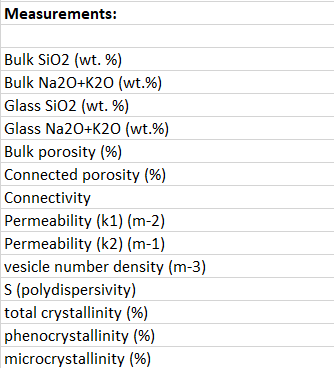 Measurements:
Bulk SiO2 (wt. %)
Bulk Na2O+K2O (wt.%)
Glass SiO2 (wt. %)
Glass Na2O+K2O (wt.%)
Bulk porosity (%)
Connected porosity (%)
Connectivity
Permeability (k1) (m-2)
Permeability (k2) (m-1)
vesicle number density (m-3)
S (polydispersivity)
total crystallinity (%)
phenocrystallinity (%)
microcrystallinity (%)